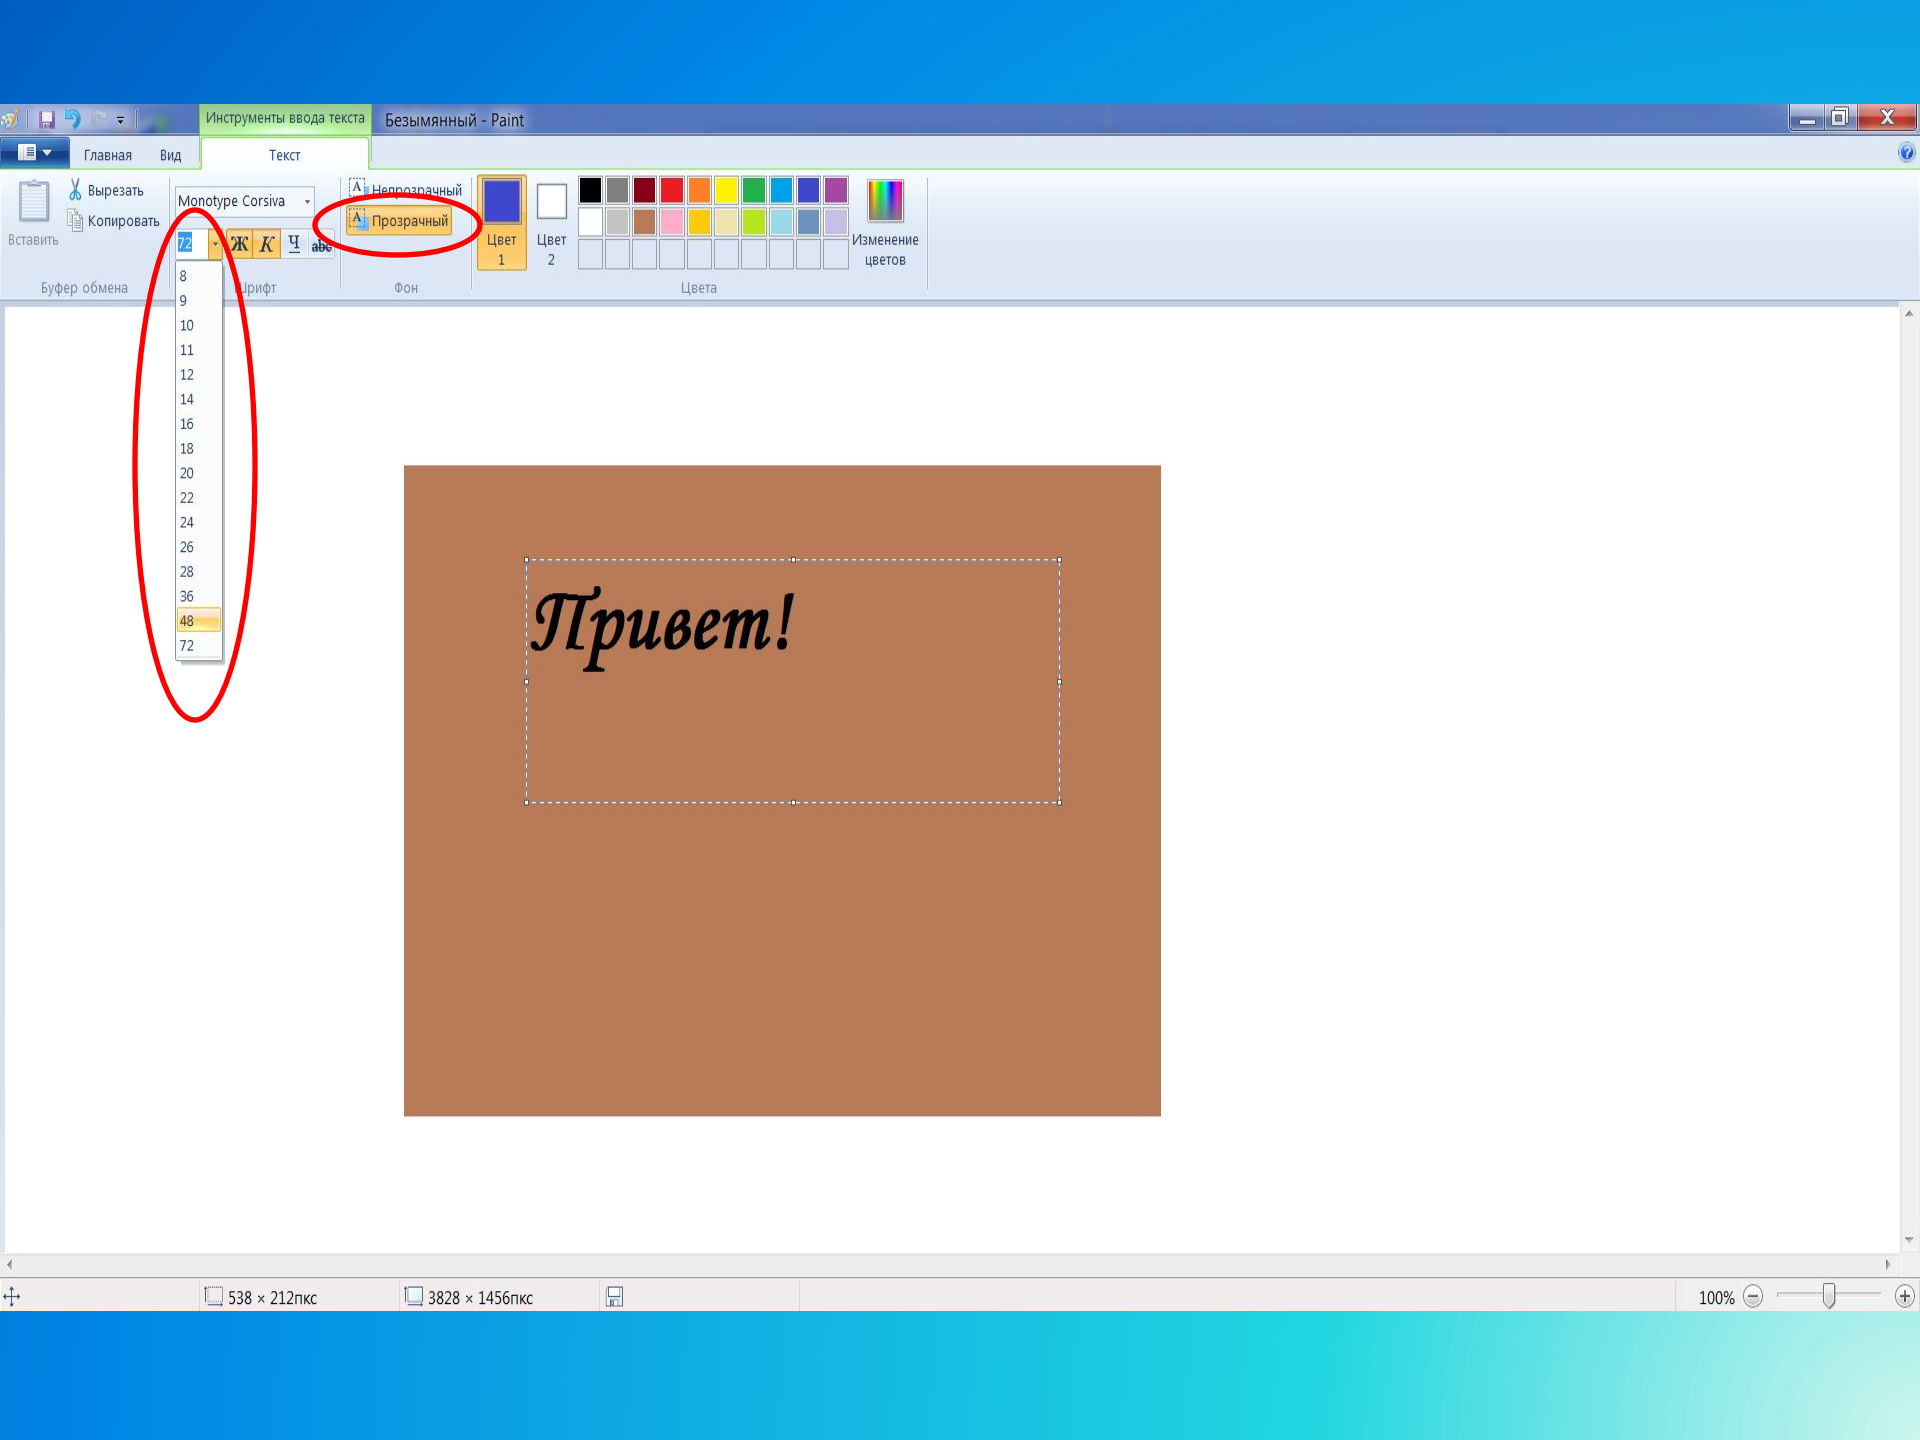 Инструменты ввода текста
Безымянный - Paint
Главная
Вид
Текст
Вставить
Вырезать
Копировать
Буфер обмена
Monotype Corsiva
72
Ж К Ч abc
Шрифт
Непрозрачный
Прозрачный
Фон
Цвет
1
Цвет
2
Изменение
цветов
Цвета
8
9
10
11
12
14
16
18
20
22
24
26
28
36
48
72
Привет!
538 × 212пкс
3828 × 1456пкс
100%